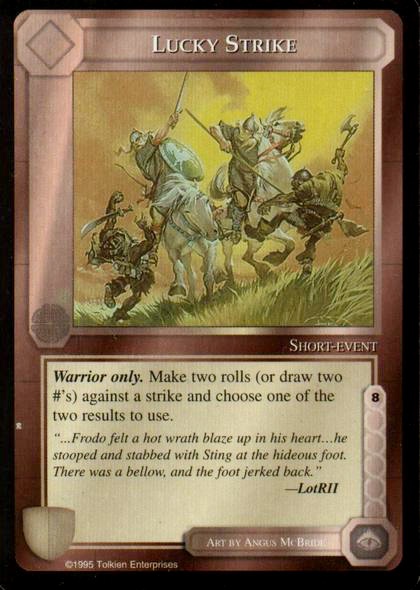 LUCKY STRIKE
SHORT-EVENT
Warrior only. Make two rolls (or draw two
#'s) against a strike and choose one of the
two results to use.
8
"...Frodo felt a hot wrath blaze up in his heart...he
stooped and stabbed with Sting at the hideous foot.
There was a bellow, and the foot jerked back."
—LotRII
ART BY ANGUS MCBRIDE
©1995 Tolkien Enterprises